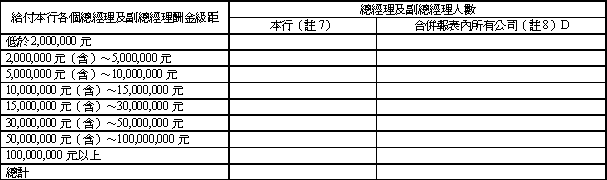 給付本行各個總經理及副總經理酬金級距
總經理及副總經理人數
本行（註7）
合併報表內所有公司（註8）D
低於2,000,000 元
2,000,000 元（含）～5,000,000 元
5,000,000 元（含）～10,000,000 元
10,000,000 元（含）～15,000,000 元
15,000,000 元（含）～30,000,000 元
30,000,000 元（含）～50,000,000 元
50,000,000 元（含）～100,000,000 元
100,000,000 元以上
總計